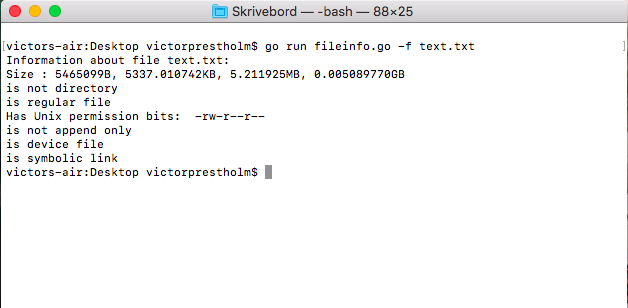 Skrivebord — -bash — 88×25
[victors-air:Desktop victorprestholm$ go run fileinfo.go -f text.txt ]
Information about file text.txt:
Size : 5465099B, 5337.010742KB, 5.211925MB, 0.005089770GB
is not directory
is regular file
Has Unix permission bits:  -rw-r--r--
is not append only
is device file
is symbolic link
victors-air:Desktop victorprestholm$